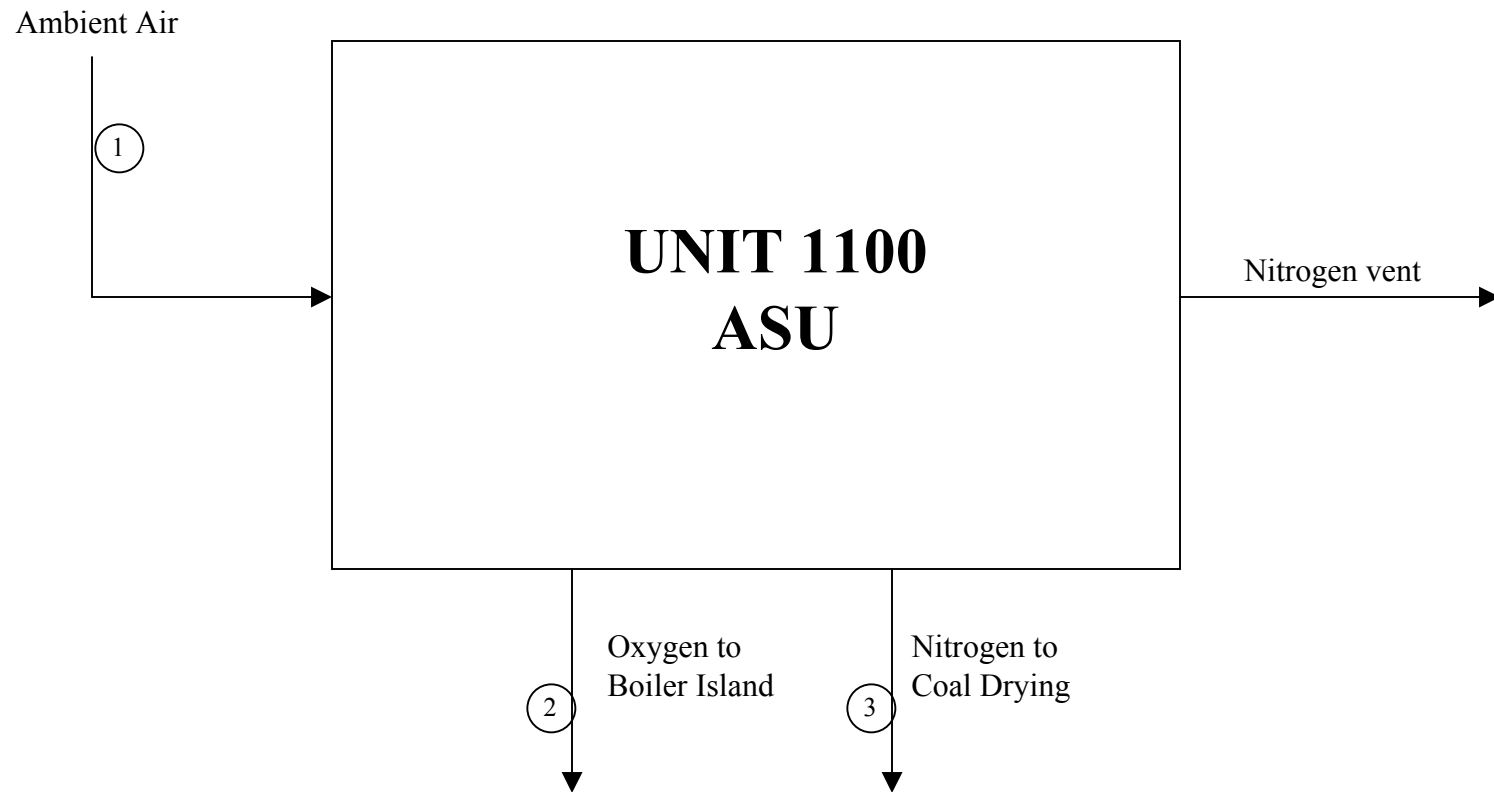 Ambient Air
1
UNIT 1100
ASU
Nitrogen vent
Oxygen to
Boiler Island
2
Nitrogen to
Coal Drying
3